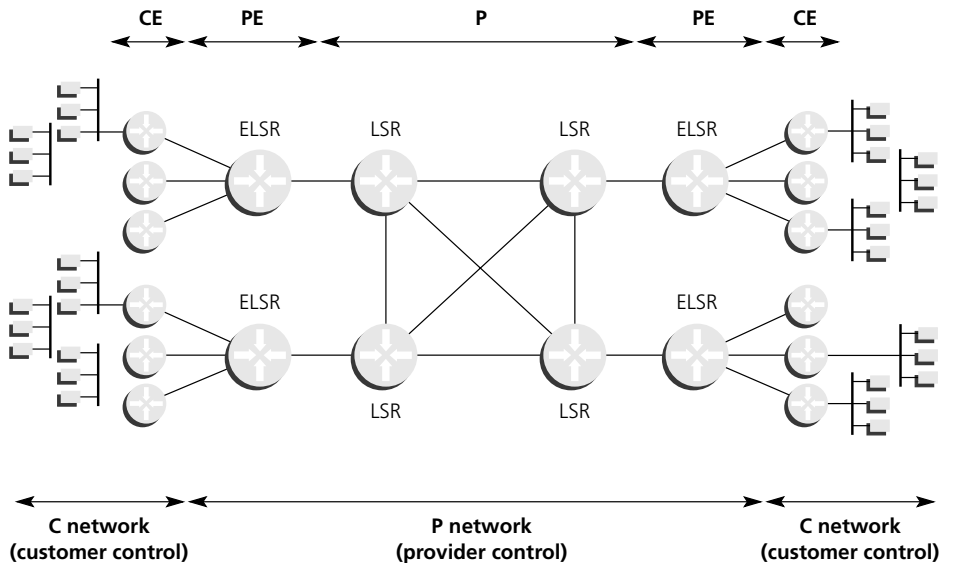 CE PE P PE CE
ELSR LSR LSR ELSR
ELSR ELSR
LSR LSR
C network P network C network
(customer control) (provider control) (customer control)